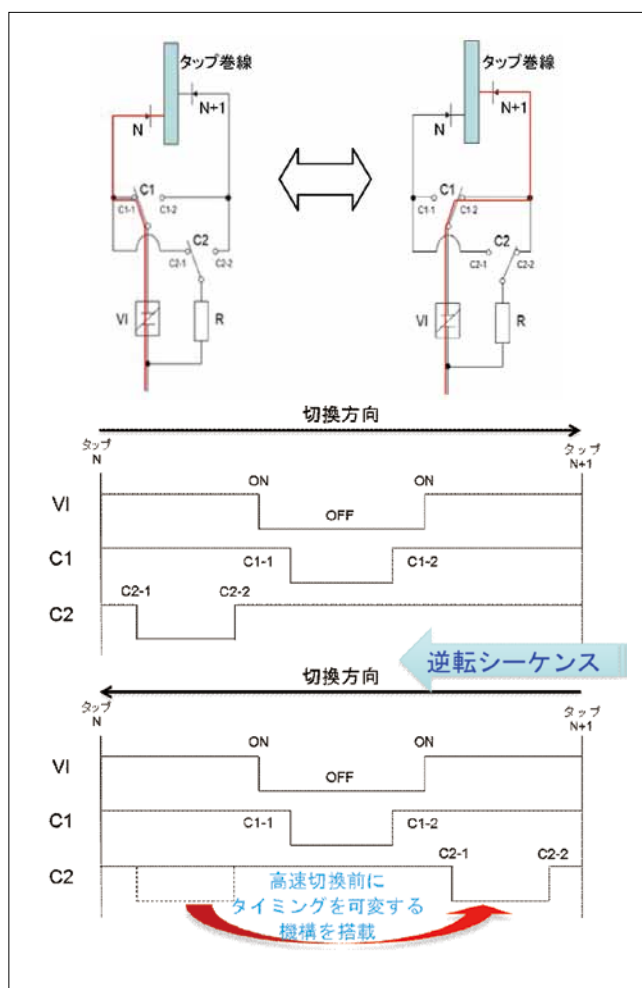 タップ巻線
N
N+1
C1
C1-1
C1-2
C2
C2-1
C2-2
VI
R
タップ巻線
N
N+1
C1
C1-1
C1-2
C2
C2-1
C2-2
VI
R
切換方向
タップ
N
タップ
N+1
VI
ON
OFF
ON
C1
C1-1
C1-2
C2
C2-1
C2-2
逆転シーケンス
切換方向
タップ
N
タップ
N+1
VI
ON
OFF
ON
C1
C1-1
C1-2
C2
C2-1
C2-2
高速切換前に
タイミングを可変する
機構を搭載